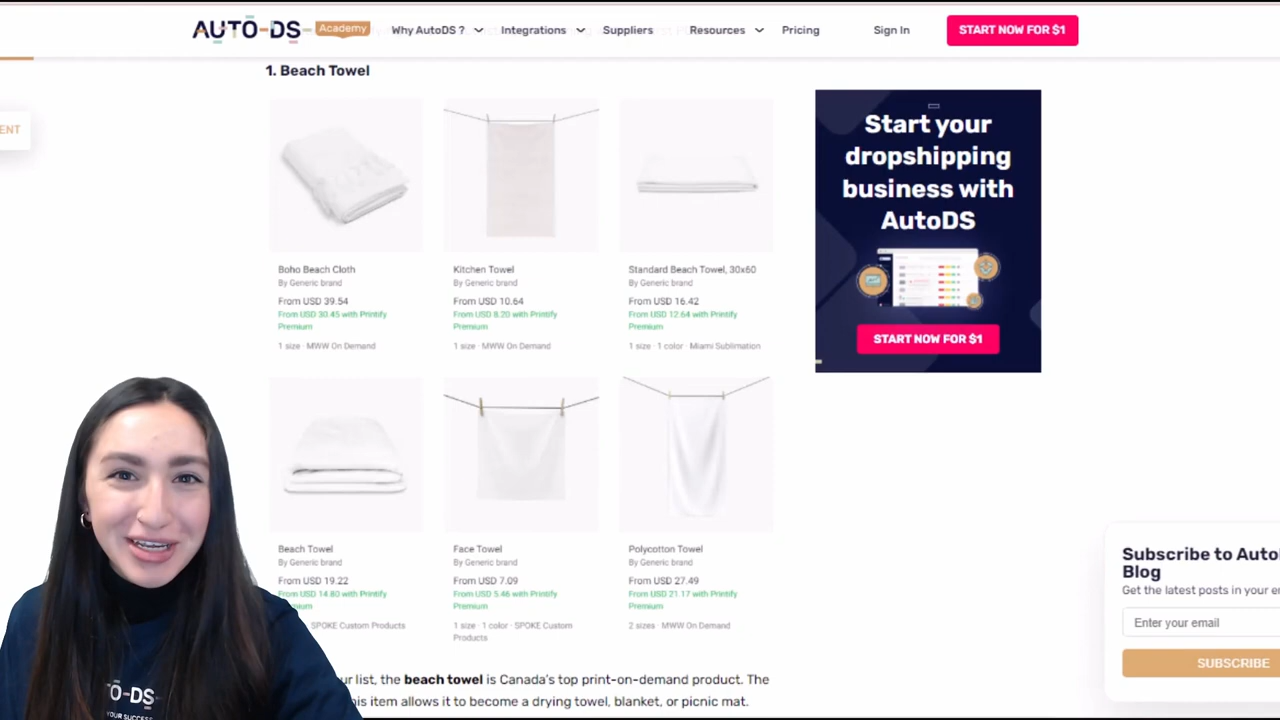 AUTO-DS
Academy
Why AutoDS ?
Integrations
Suppliers
Resources
Pricing
Sign In
START NOW FOR $1
1. Beach Towel
ENT
Boho Beach Cloth
By Generic brand
From USD 39.54
From USD 30.45 with Printify
Premium
1 size · MWW On Demand
Kitchen Towel
By Generic brand
From USD 10.64
From USD 8.20 with Printify
Premium
1 size · MWW On Demand
Standard Beach Towel, 30x60
By Generic brand
From USD 16.42
From USD 12.64 with Printify
Premium
1 size · 1 color · Miami Sublimation
Start your
dropshipping
business with
AutoDS
START NOW FOR $1
Beach Towel
By Generic brand
From USD 19.22
From USD 14.80 with Printify
mium
SPOKE Custom Products
Face Towel
By Generic brand
From USD 7.09
From USD 5.46 with Printify
Premium
1 size · 1 color · SPOKE Custom
Products
Polycotton Towel
By Generic brand
From USD 27.49
From USD 21.17 with Printify
Premium
2 sizes · MWW On Demand
ur list, the beach towel is Canada's top print-on-demand product. The
is item allows it to become a drying towel, blanket, or picnic mat.
Subscribe to Auto
Blog
Get the latest posts in your e
Enter your email
SUBSCRIBE
O-DS
YOUR SUCCESS